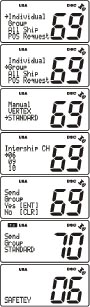 USA DSC
→Individual
Group
All Ship
POS Request
69
USA DSC
Individual
→Group
All Ship
POS Request
69
USA DSC
Manual
VERTEX
→STANDARD
69
USA DSC
Intership CH
→06
08
10
69
USA DSC
Send
Group
Yes [ENT]
No [CLR]
69
USA DSC
Send
Group
STANDARD
70
USA DSC
SAFETEY
06